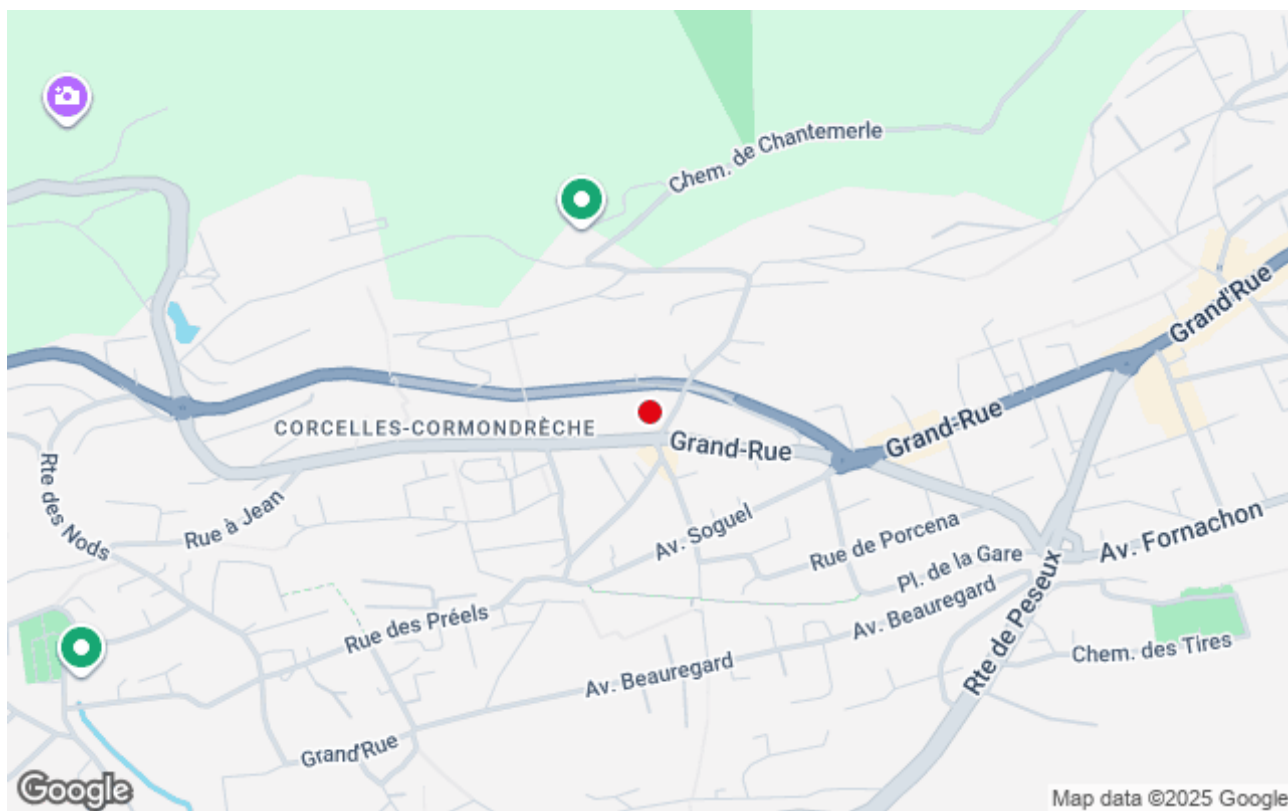 Chem. de Chantemerle
Grand'Rue
CORCELLES-CORMONDRÈCHE
Grand-Rue
Grand-Rue
Rte des Nods
Rue à Jean
Av. Soguel
Rue de Porcena
Av. Fornachon
Pl. de la Gare
Rue des Préels
Av. Beauregard
Rte de Peseux
Chem. des Tires
Av. Beauregard
Grand'Rue
Google
Map data ©2025 Google